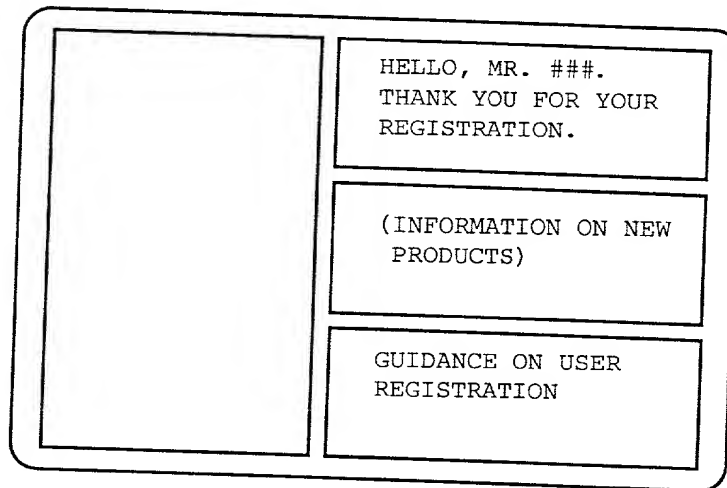 HELLO, MR. ###.
THANK YOU FOR YOUR
REGISTRATION.
(INFORMATION ON NEW
PRODUCTS)
GUIDANCE ON USER
REGISTRATION